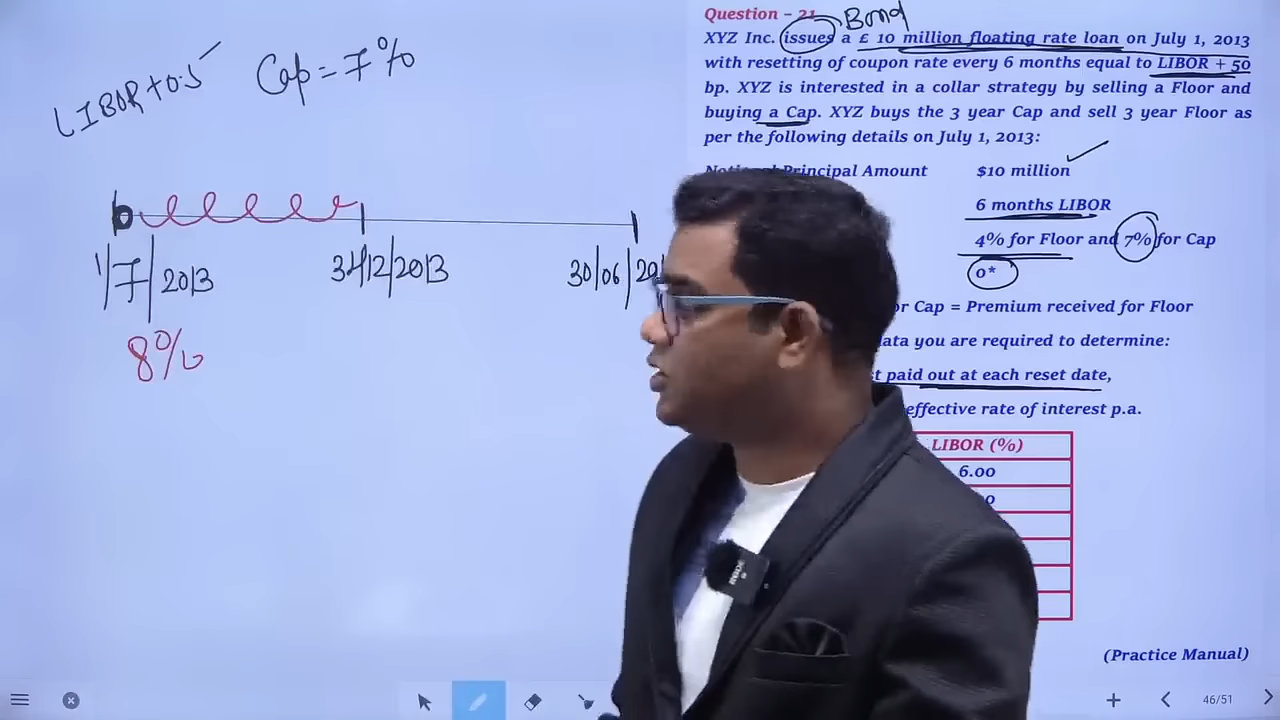 LIBOR + 0.5
Cap = 7%
1/7/2013
31/12/2013
30/06/20
8%
Question – 21
Bond
XYZ Inc. issues a £ 10 million floating rate loan on July 1, 2013
with resetting of coupon rate every 6 months equal to LIBOR + 50
bp. XYZ is interested in a collar strategy by selling a Floor and
buying a Cap. XYZ buys the 3 year Cap and sell 3 year Floor as
per the following details on July 1, 2013:
Principal Amount $10 million
6 months LIBOR
4% for Floor and 7% for Cap
0*
Cap = Premium received for Floor
you are required to determine:
paid out at each reset date,
effective rate of interest p.a.
LIBOR (%)
6.00
(Practice Manual)
46/51